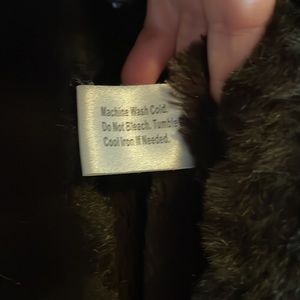 Machine Wash Cold.
Do Not Bleach. Tumble
Cool Iron If Needed.